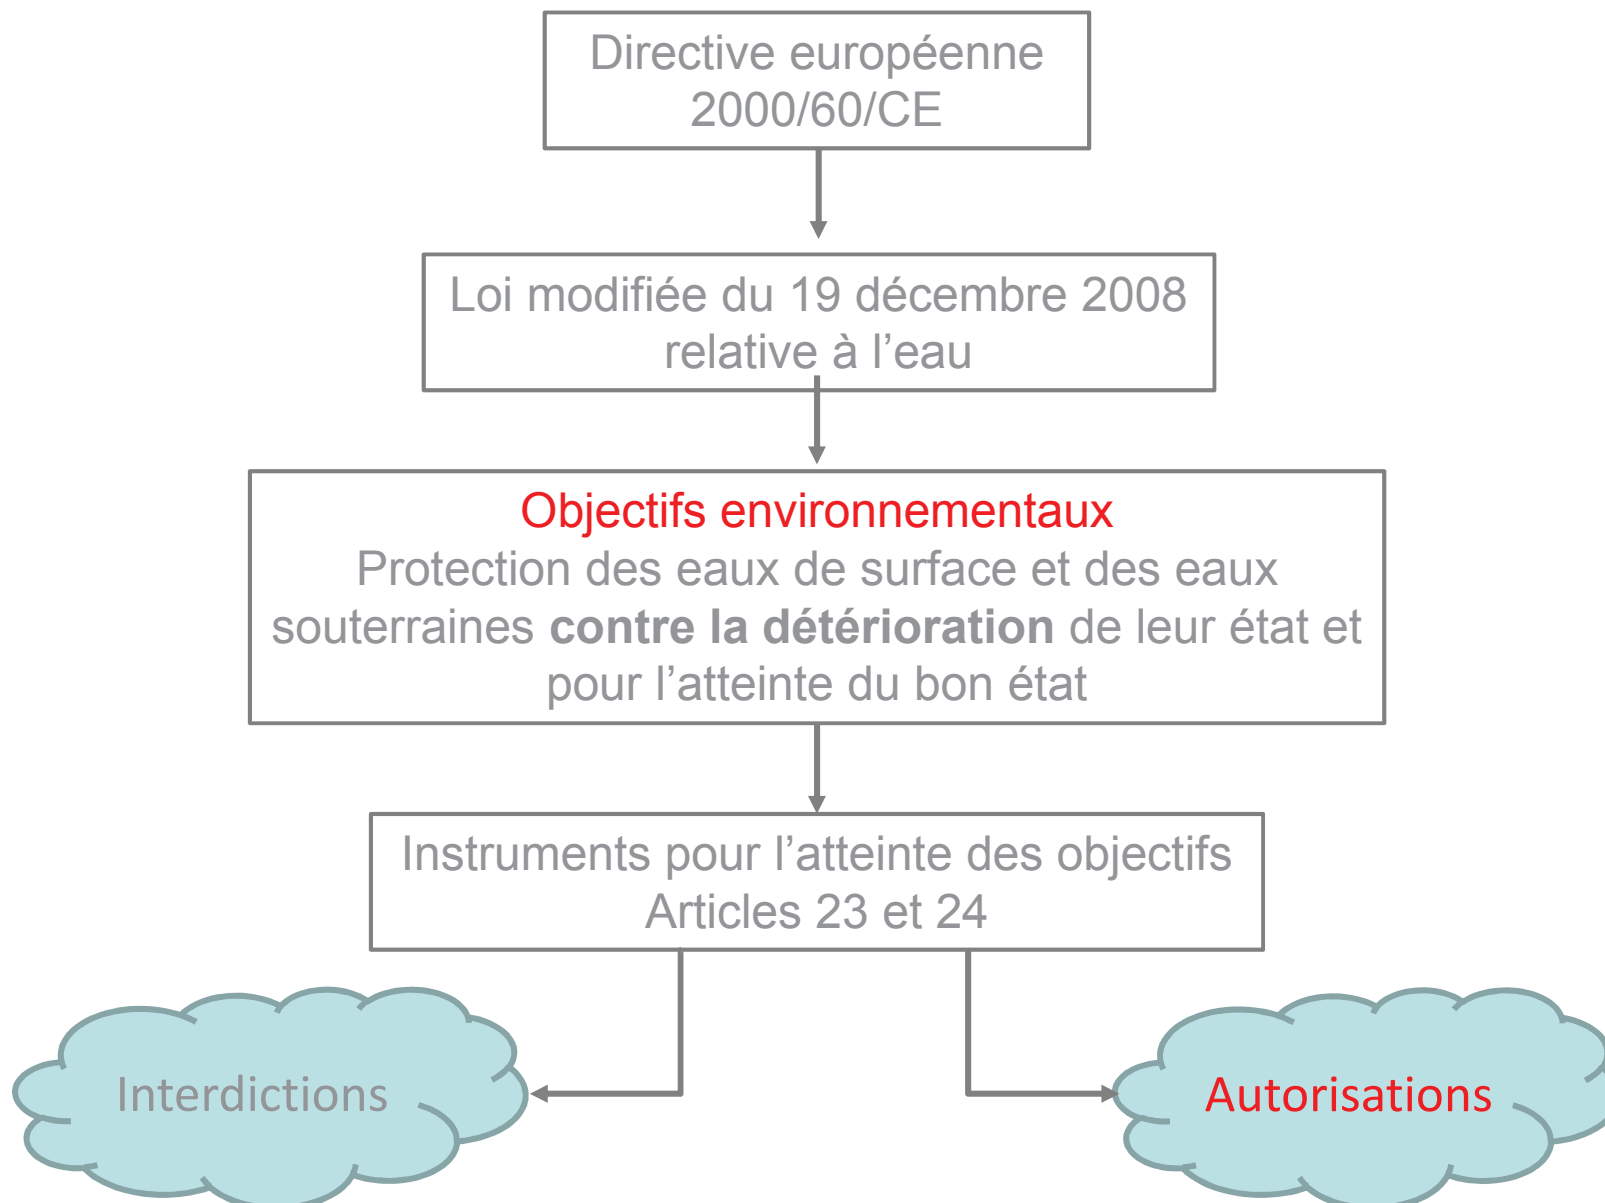 Directive européenne
2000/60/CE
Loi modifiée du 19 décembre 2008
relative à l’eau
Objectifs environnementaux
Protection des eaux de surface et des eaux
souterraines contre la détérioration de leur état et
pour l’atteinte du bon état
Instruments pour l’atteinte des objectifs
Articles 23 et 24
Interdictions
Autorisations